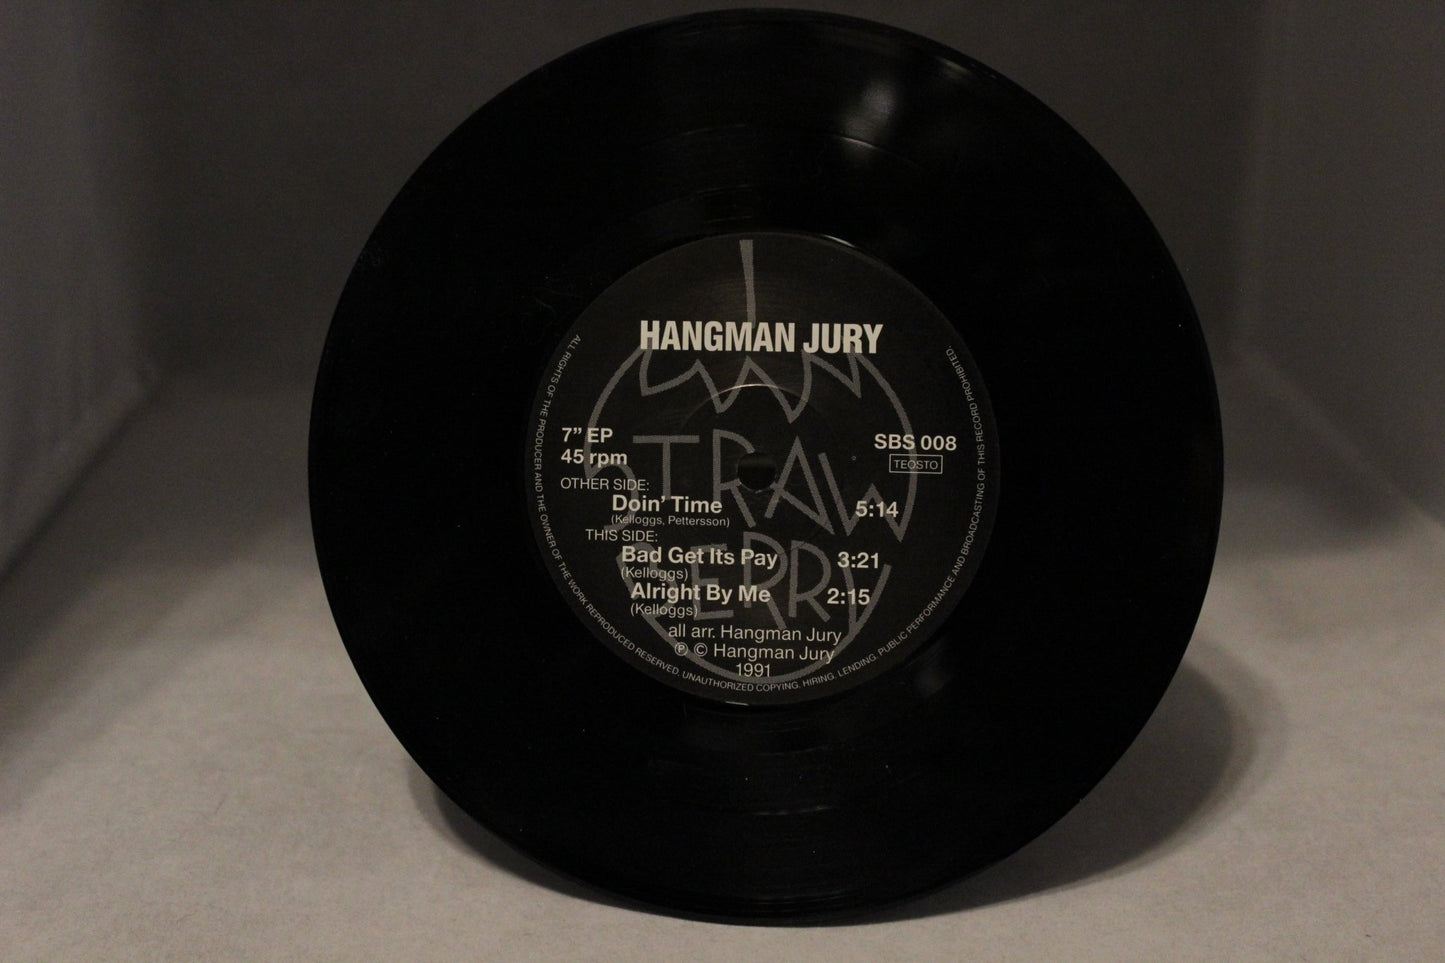 HANGMAN JURY
7” EP
45 rpm
SBS 008
TEOSTO
OTHER SIDE:
Doin’ Time 5:14
(Kelloggs, Pettersson)
THIS SIDE:
Bad Get Its Pay 3:21
(Kelloggs)
Alright By Me 2:15
(Kelloggs)
all arr. Hangman Jury
℗ © Hangman Jury
1991
STRAW
BERRY
ALL RIGHTS OF THE PRODUCER AND THE OWNER OF THE WORK REPRODUCED RESERVED. UNAUTHORIZED COPYING. HIRING. LENDING. PUBLIC PERFORMANCE AND BROADCASTING OF THIS RECORD PROHIBITED.